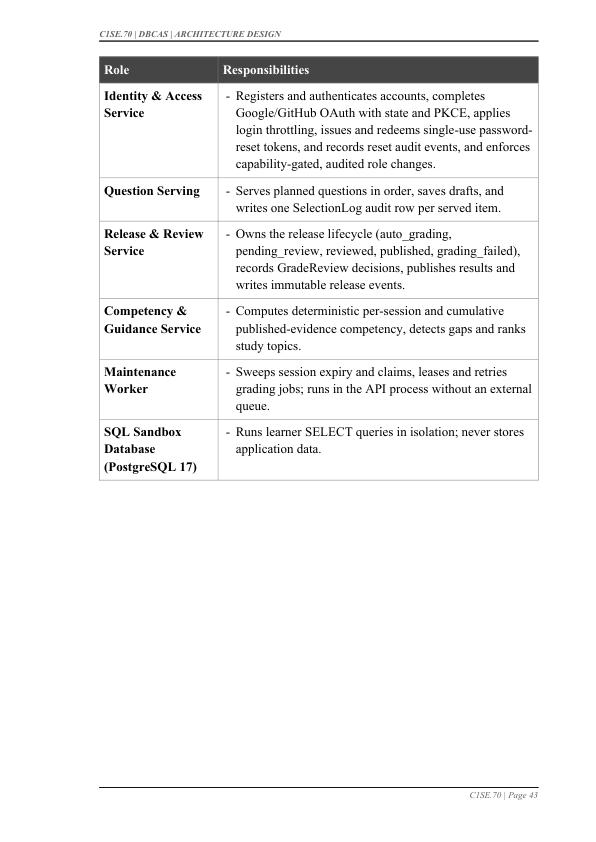 C1SE.70 | DBCAS | ARCHITECTURE DESIGN
Role Responsibilities
Identity & Access
Service
- Registers and authenticates accounts, completes
Google/GitHub OAuth with state and PKCE, applies
login throttling, issues and redeems single-use password-
reset tokens, and records reset audit events, and enforces
capability-gated, audited role changes.
Question Serving
- Serves planned questions in order, saves drafts, and
writes one SelectionLog audit row per served item.
Release & Review
Service
- Owns the release lifecycle (auto_grading,
pending_review, reviewed, published, grading_failed),
records GradeReview decisions, publishes results and
writes immutable release events.
Competency &
Guidance Service
- Computes deterministic per-session and cumulative
published-evidence competency, detects gaps and ranks
study topics.
Maintenance
Worker
- Sweeps session expiry and claims, leases and retries
grading jobs; runs in the API process without an external
queue.
SQL Sandbox
Database
(PostgreSQL 17)
- Runs learner SELECT queries in isolation; never stores
application data.
C1SE.70 | Page 43